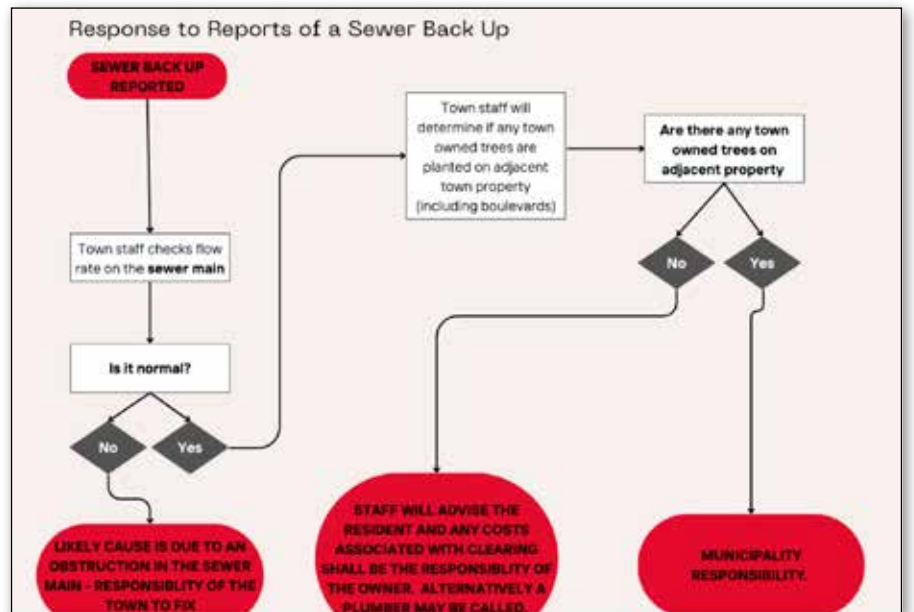 Response to Reports of a Sewer Back Up
SEWER BACK UP
REPORTED
Town staff checks flow
rate on the sewer main
Is it normal?
No
Yes
LIKELY CAUSE IS DUE TO AN
OBSTRUCTION IN THE SEWER
MAIN - RESPONSIBLITY OF THE
TOWN TO FIX
Town staff will
determine if any town
owned trees are
planted on adjacent
town property
(including boulevards)
Are there any town
owned trees on
adjacent property
No
Yes
STAFF WILL ADVISE THE
RESIDENT AND ANY COSTS
ASSOCIATED WITH CLEARING
SHALL BE THE RESPONSIBLITY OF
THE OWNER. ALTERNATIVELY A
PLUMBER MAY BE CALLED.
MUNICIPALITY
RESPONSIBILITY.